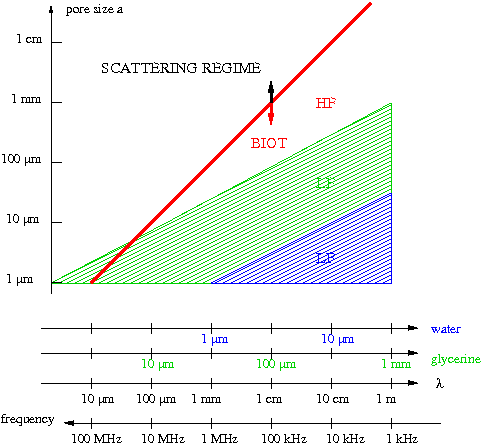 pore size a
1 cm
SCATTERING REGIME
1 mm
HF
BIOT
100 μm
LF
10 μm
LF
1 μm
water
1 μm 10 μm
glycerine
10 μm 100 μm 1 mm
λ
10 μm 100 μm 1 mm 1 cm 10 cm 1 m
frequency
100 MHz 10 MHz 1 MHz 100 kHz 10 kHz 1 kHz